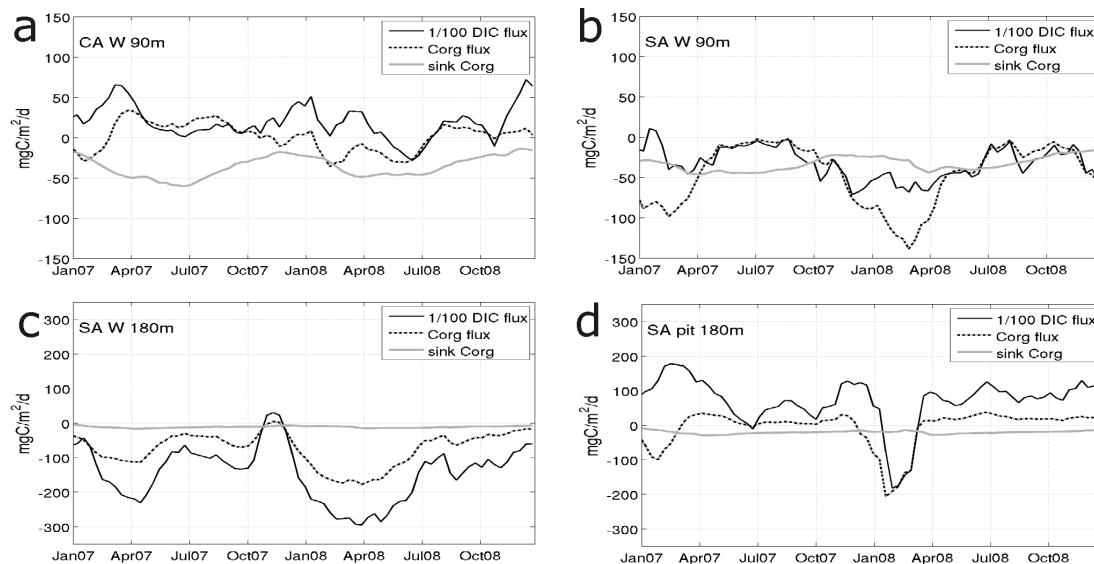 a
CA W 90m
1/100 DIC flux
Corg flux
sink Corg
mgC/m²/d
150
100
50
0
-50
-100
-150
Jan07 Apr07 Jul07 Oct07 Jan08 Apr08 Jul08 Oct08
b
SA W 90m
1/100 DIC flux
Corg flux
sink Corg
mgC/m²/d
150
100
50
0
-50
-100
-150
Jan07 Apr07 Jul07 Oct07 Jan08 Apr08 Jul08 Oct08
c
SA W 180m
1/100 DIC flux
Corg flux
sink Corg
mgC/m²/d
300
200
100
0
-100
-200
-300
Jan07 Apr07 Jul07 Oct07 Jan08 Apr08 Jul08 Oct08
d
SA pit 180m
1/100 DIC flux
Corg flux
sink Corg
mgC/m²/d
300
200
100
0
-100
-200
-300
Jan07 Apr07 Jul07 Oct07 Jan08 Apr08 Jul08 Oct08